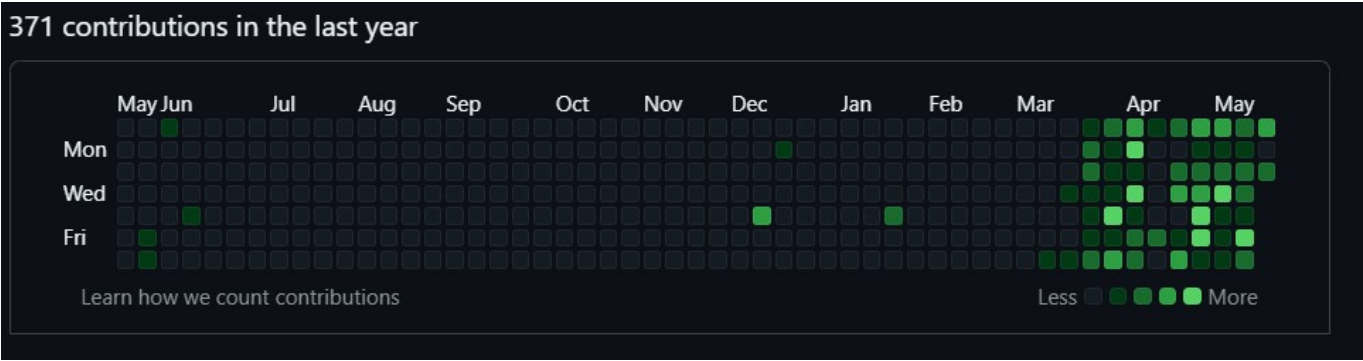 371 contributions in the last year
May Jun Jul Aug Sep Oct Nov Dec Jan Feb Mar Apr May
Mon
Wed
Fri
Learn how we count contributions
Less More